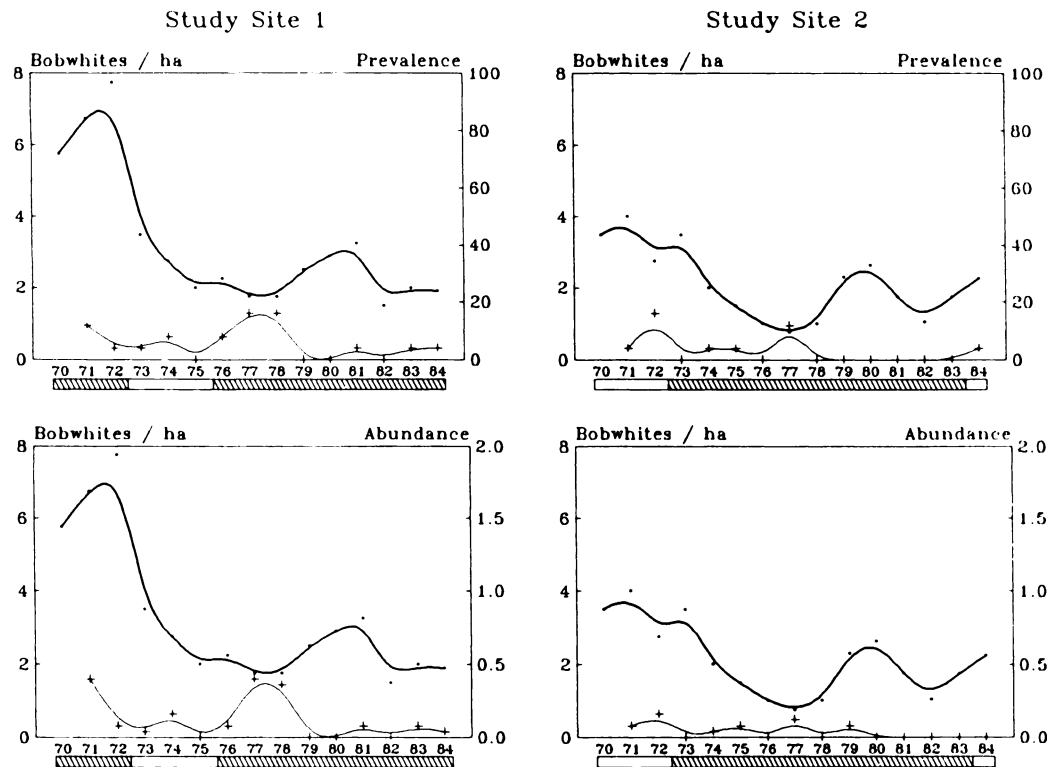 Study Site 1 Study Site 2
Bobwhites / ha Prevalence Bobwhites / ha Prevalence
8 100 8 100
6 80 6 80
60 60
4 40 4 40
2 20 2 20
0 0 0 0
70 71 72 73 74 75 76 77 78 79 80 81 82 83 84 70 71 72 73 74 75 76 77 78 79 80 81 82 83 84
Bobwhites / ha Abundance Bobwhites / ha Abundance
8 2.0 8 2.0
6 1.5 6 1.5
4 1.0 4 1.0
2 0.5 2 0.5
0 0.0 0 0.0
70 71 72 73 74 75 76 77 78 79 80 81 82 83 84 70 71 72 73 74 75 76 77 78 79 80 81 82 83 84